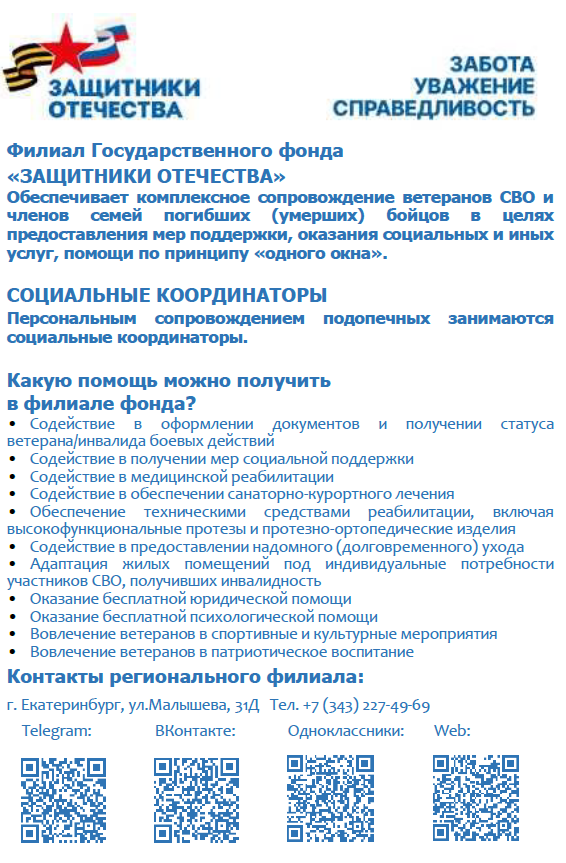 ЗАЩИТНИКИ
ОТЕЧЕСТВА
ЗАБОТА
УВАЖЕНИЕ
СПРАВЕДЛИВОСТЬ
Филиал Государственного фонда
«ЗАЩИТНИКИ ОТЕЧЕСТВА»
Обеспечивает комплексное сопровождение ветеранов СВО и
членов семей погибших (умерших) бойцов в целях
предоставления мер поддержки, оказания социальных и иных
услуг, помощи по принципу «одного окна».
СОЦИАЛЬНЫЕ КООРДИНАТОРЫ
Персональным сопровождением подопечных занимаются
социальные координаторы.
Какую помощь можно получить
в филиале фонда?
• Содействие в оформлении документов и получении статуса
ветерана/инвалида боевых действий
• Содействие в получении мер социальной поддержки
• Содействие в медицинской реабилитации
• Содействие в обеспечении санаторно-курортного лечения
• Обеспечение техническими средствами реабилитации, включая
высокофункциональные протезы и протезно-ортопедические изделия
• Содействие в предоставлении надомного (долговременного) ухода
• Адаптация жилых помещений под индивидуальные потребности
участников СВО, получивших инвалидность
• Оказание бесплатной юридической помощи
• Оказание бесплатной психологической помощи
• Вовлечение ветеранов в спортивные и культурные мероприятия
• Вовлечение ветеранов в патриотическое воспитание
Контакты регионального филиала:
г. Екатеринбург, ул.Малышева, 31Д Тел. +7 (343) 227-49-69
Telegram: ВКонтакте: Одноклассники: Web: